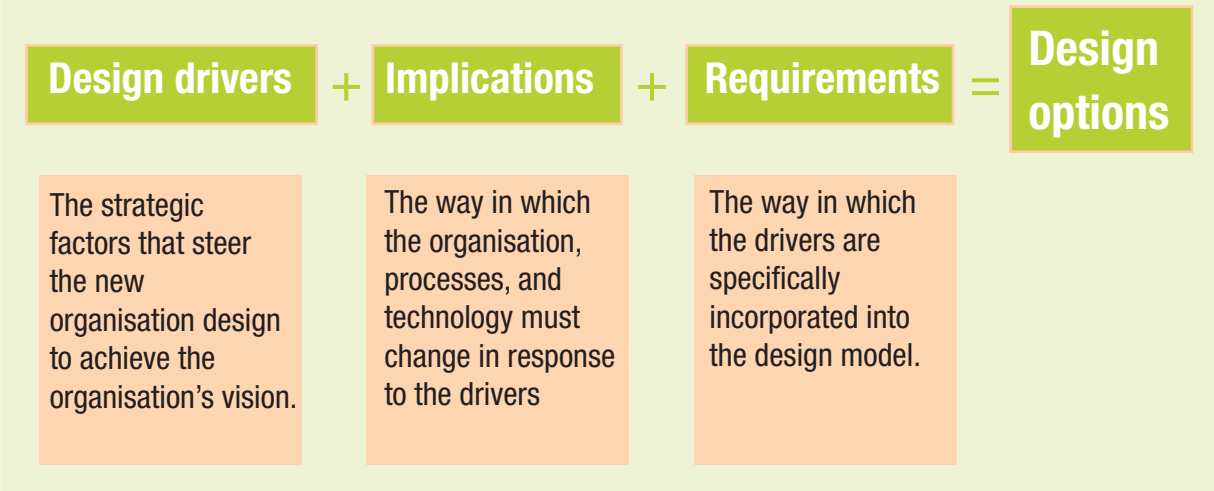 Design drivers + Implications + Requirements = Design
options
The strategic
factors that steer
the new
organisation design
to achieve the
organisation's vision.
The way in which
the organisation,
processes, and
technology must
change in response
to the drivers
The way in which
the drivers are
specifically
incorporated into
the design model.